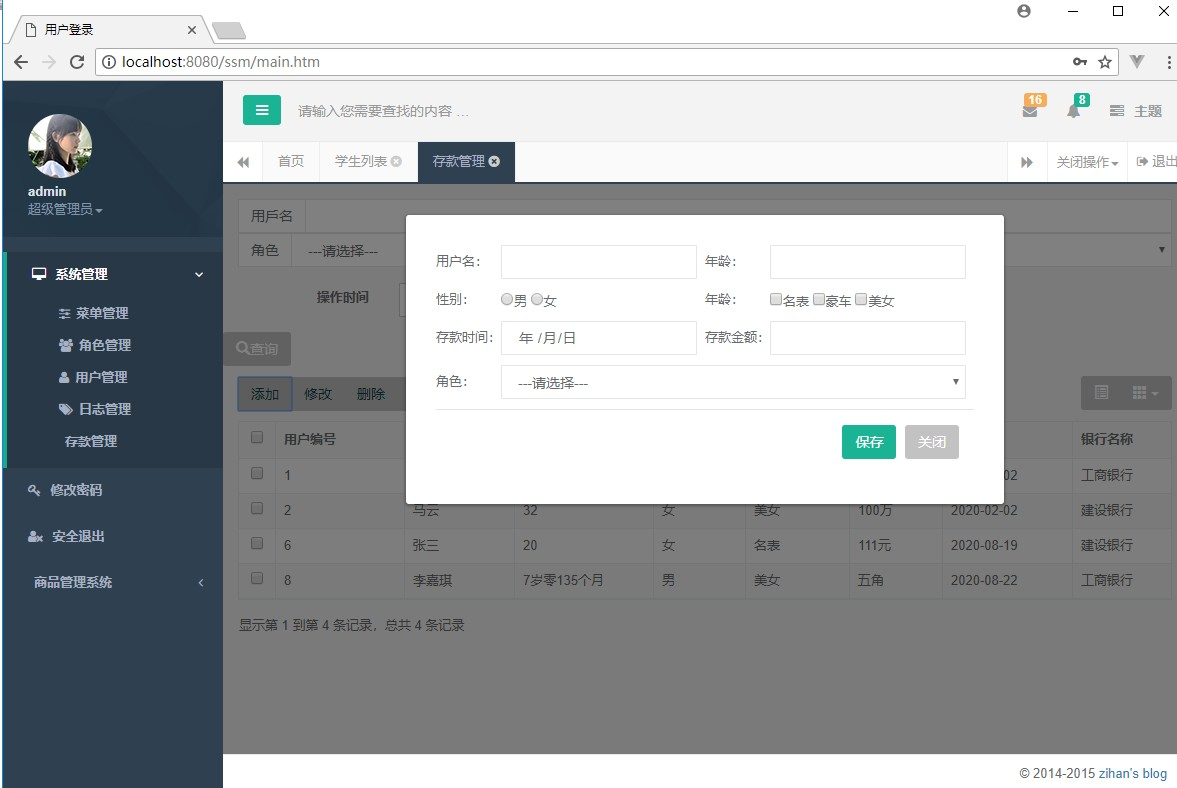 用户登录
localhost:8080/ssm/main.htm
admin
超级管理员
系统管理
菜单管理
角色管理
用户管理
日志管理
存款管理
修改密码
安全退出
商品管理系统
请输入您需要查找的内容 …
16
8
主题
首页
学生列表
存款管理
关闭操作
退出
用戶名
角色
---请选择---
操作时间
查询
添加 修改 删除
用户名：
年龄：
性别：
男 女
年龄：
名表 豪车 美女
存款时间：
年 /月/日
存款金额：
角色：
---请选择---
保存
关闭
用户编号 银行名称
1 02 工商银行
2 马云 32 女 美女 100万 2020-02-02 建设银行
6 张三 20 女 名表 111元 2020-08-19 建设银行
8 李嘉琪 7岁零135个月 男 美女 五角 2020-08-22 工商银行
显示第 1 到第 4 条记录，总共 4 条记录
© 2014-2015 zihan's blog